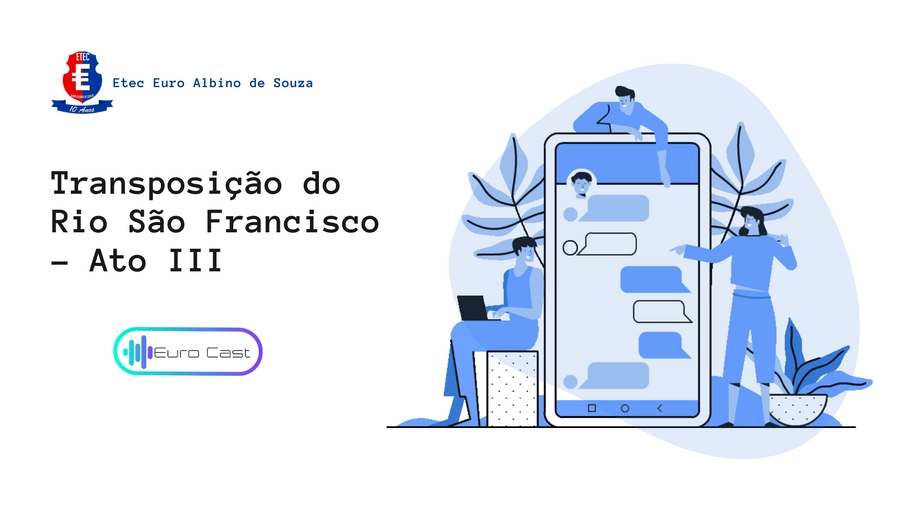 ETEC
Etec Euro Albino de Souza
10 Anos
Transposição do
Rio São Francisco
– Ato III
Euro Cast